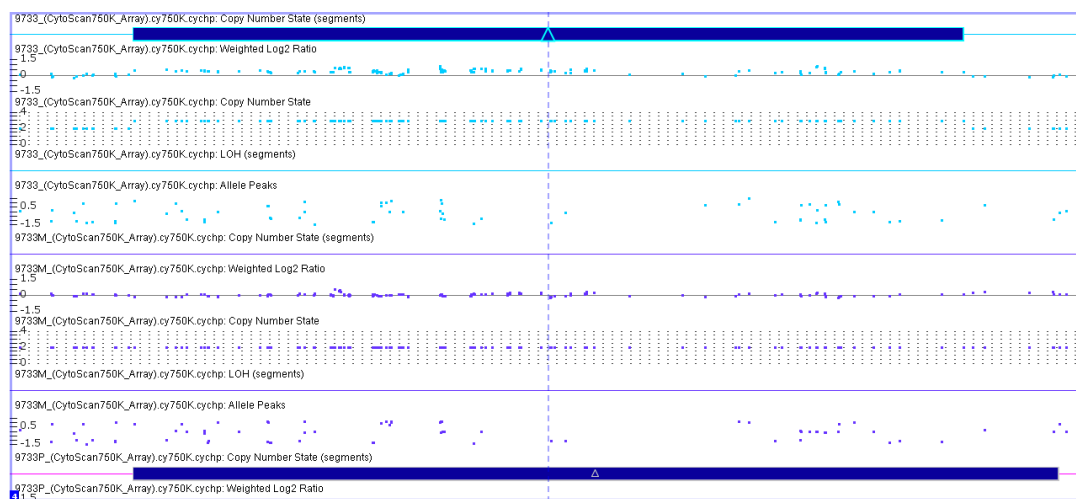 9733_(CytoScan750K_Array).cy750K.cychp: Copy Number State (segments)
9733_(CytoScan750K_Array).cy750K.cychp: Weighted Log2 Ratio
1.5
0
-1.5
9733_(CytoScan750K_Array).cy750K.cychp: Copy Number State
4
2
0
9733_(CytoScan750K_Array).cy750K.cychp: LOH (segments)
9733_(CytoScan750K_Array).cy750K.cychp: Allele Peaks
0.5
-1.5
9733M_(CytoScan750K_Array).cy750K.cychp: Copy Number State (segments)
9733M_(CytoScan750K_Array).cy750K.cychp: Weighted Log2 Ratio
1.5
0
-1.5
9733M_(CytoScan750K_Array).cy750K.cychp: Copy Number State
4
2
0
9733M_(CytoScan750K_Array).cy750K.cychp: LOH (segments)
9733M_(CytoScan750K_Array).cy750K.cychp: Allele Peaks
0.5
-1.5
9733P_(CytoScan750K_Array).cy750K.cychp: Copy Number State (segments)
9733P_(CytoScan750K_Array).cy750K.cychp: Weighted Log2 Ratio
4 1.5